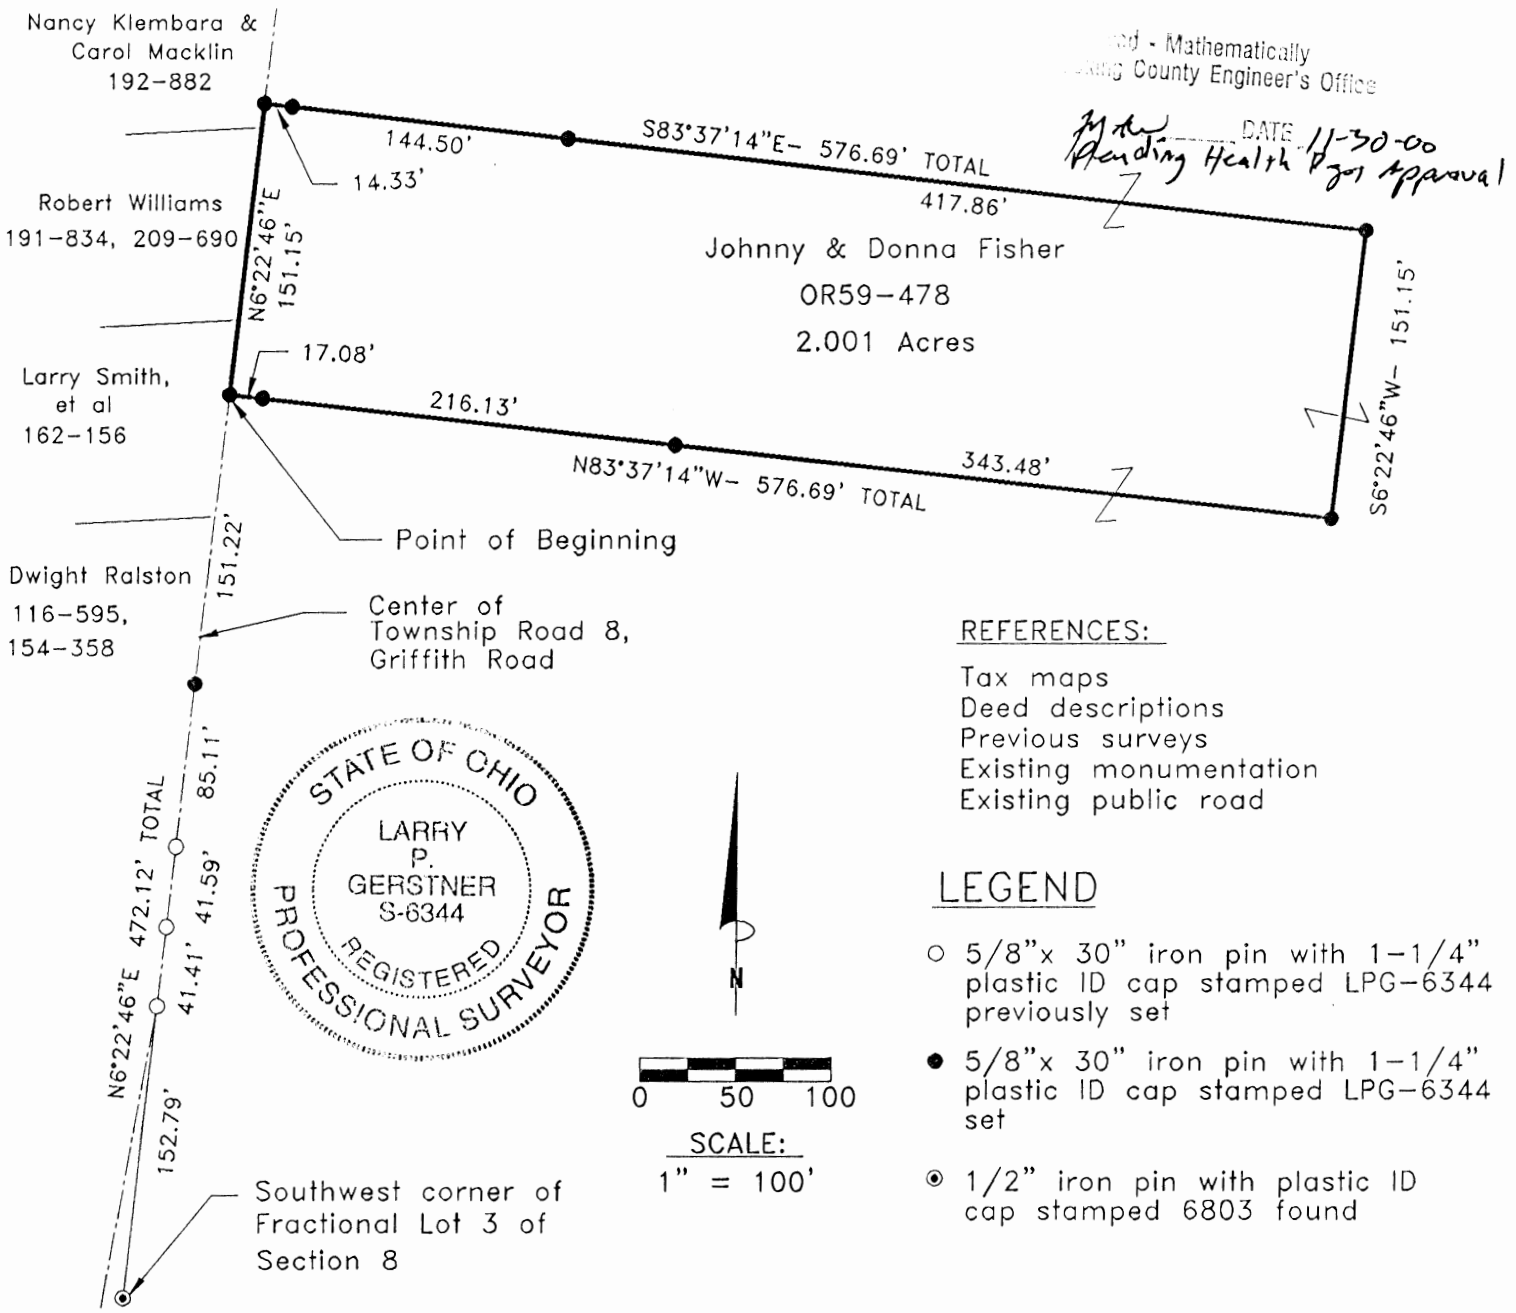 Nancy Klembara &
Carol Macklin
192-882
- Mathematically
County Engineer's Office
DATE 11-30-00
Pending Health Approval
144.50'
14.33'
S83°37'14"E- 576.69' TOTAL
417.86'
Robert Williams
191-834, 209-690
N6°22'46"E
151.15'
Johnny & Donna Fisher
OR59-478
2.001 Acres
S6°22'46"W- 151.15'
17.08'
216.13'
343.48'
N83°37'14"W- 576.69' TOTAL
Larry Smith,
et al
162-156
Point of Beginning
151.22'
Dwight Ralston
116-595,
154-358
Center of
Township Road 8,
Griffith Road
REFERENCES:
Tax maps
Deed descriptions
Previous surveys
Existing monumentation
Existing public road
85.11'
41.59'
41.41'
N6°22'46"E 472.12' TOTAL
152.79'
STATE OF OHIO
LARRY
P.
GERSTNER
S-6344
REGISTERED
PROFESSIONAL SURVEYOR
N
0 50 100
SCALE:
1" = 100'
LEGEND
5/8"x 30" iron pin with 1-1/4"
plastic ID cap stamped LPG-6344
previously set
5/8"x 30" iron pin with 1-1/4"
plastic ID cap stamped LPG-6344
set
1/2" iron pin with plastic ID
cap stamped 6803 found
Southwest corner of
Fractional Lot 3 of
Section 8